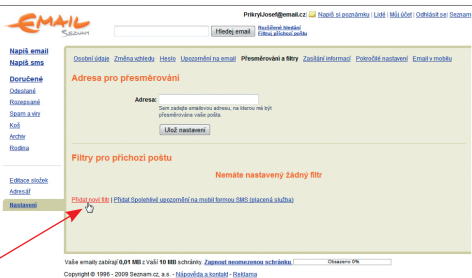 EMAIL
SEZNAM
PrikrylJosef@email.cz
Napiš si poznámku | Lidé | Můj účet | Odhlásit se | Seznam
Hledej email
Rozšířené hledání
Filtruj příchozí poštu
Napiš email
Napiš sms
Doručené
Odeslané
Rozepsané
Spam a viry
Koš
Archiv
Rodina
Editace složek
Adresář
Nastavení
Osobní údaje Změna vzhledu Heslo Upozornění na email Přesměrování a filtry Zasílání informací Pokročilé nastavení Email v mobilu
Adresa pro přesměrování
Adresa:
Sem zadejte emailovou adresu, na kterou má být
přesměrována vaše pošta.
Ulož nastavení
Filtry pro příchozí poštu
Nemáte nastavený žádný filtr
Přidat nový filtr | Přidat Spolehlivé upozornění na mobil formou SMS (placená služba)
Vaše emaily zabírají 0,01 MB z Vaší 10 MB schránky. Zapnout neomezenou schránku
Obsazeno 0%
Copyright © 1996 - 2009 Seznam.cz, a.s. - Nápověda a kontakt - Reklama